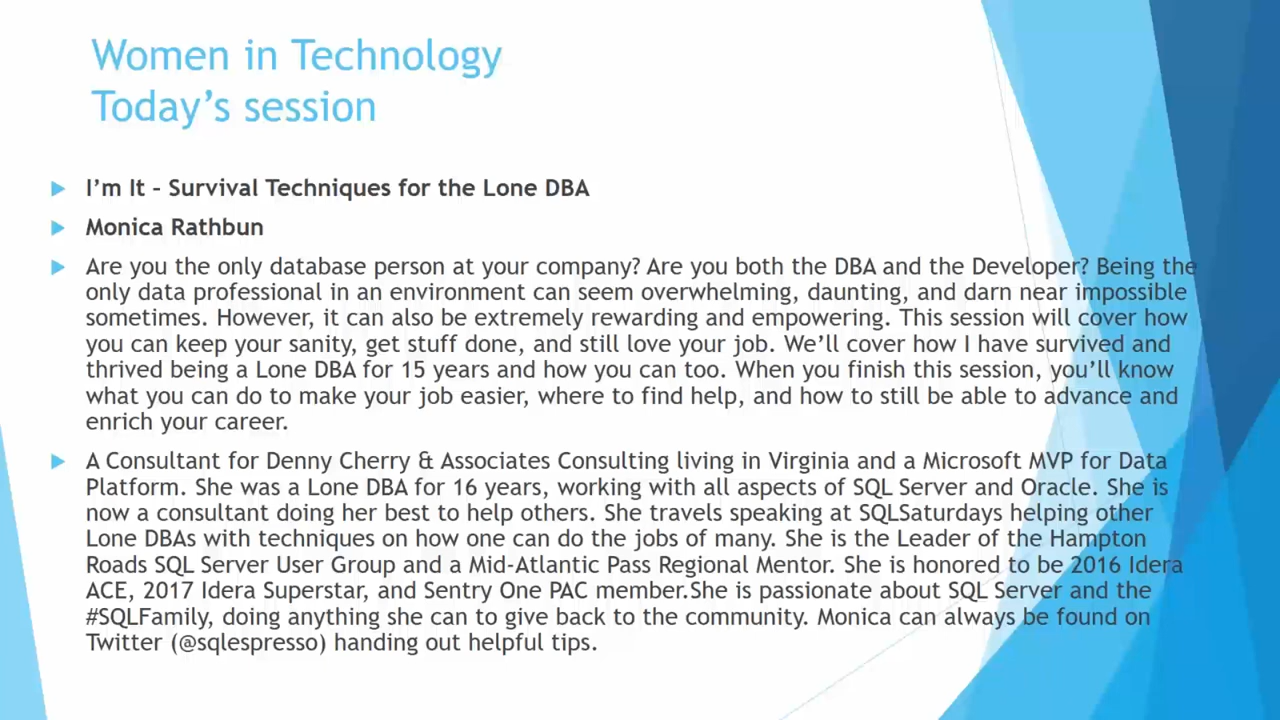 Women in Technology
Today's session
I'm It - Survival Techniques for the Lone DBA
Monica Rathbun
Are you the only database person at your company? Are you both the DBA and the Developer? Being the
only data professional in an environment can seem overwhelming, daunting, and darn near impossible
sometimes. However, it can also be extremely rewarding and empowering. This session will cover how
you can keep your sanity, get stuff done, and still love your job. We'll cover how I have survived and
thrived being a Lone DBA for 15 years and how you can too. When you finish this session, you'll know
what you can do to make your job easier, where to find help, and how to still be able to advance and
enrich your career.
A Consultant for Denny Cherry & Associates Consulting living in Virginia and a Microsoft MVP for Data
Platform. She was a Lone DBA for 16 years, working with all aspects of SQL Server and Oracle. She is
now a consultant doing her best to help others. She travels speaking at SQLSaturdays helping other
Lone DBAs with techniques on how one can do the jobs of many. She is the Leader of the Hampton
Roads SQL Server User Group and a Mid-Atlantic Pass Regional Mentor. She is honored to be 2016 Idera
ACE, 2017 Idera Superstar, and Sentry One PAC member.She is passionate about SQL Server and the
#SQLFamily, doing anything she can to give back to the community. Monica can always be found on
Twitter (@sqlespresso) handing out helpful tips.